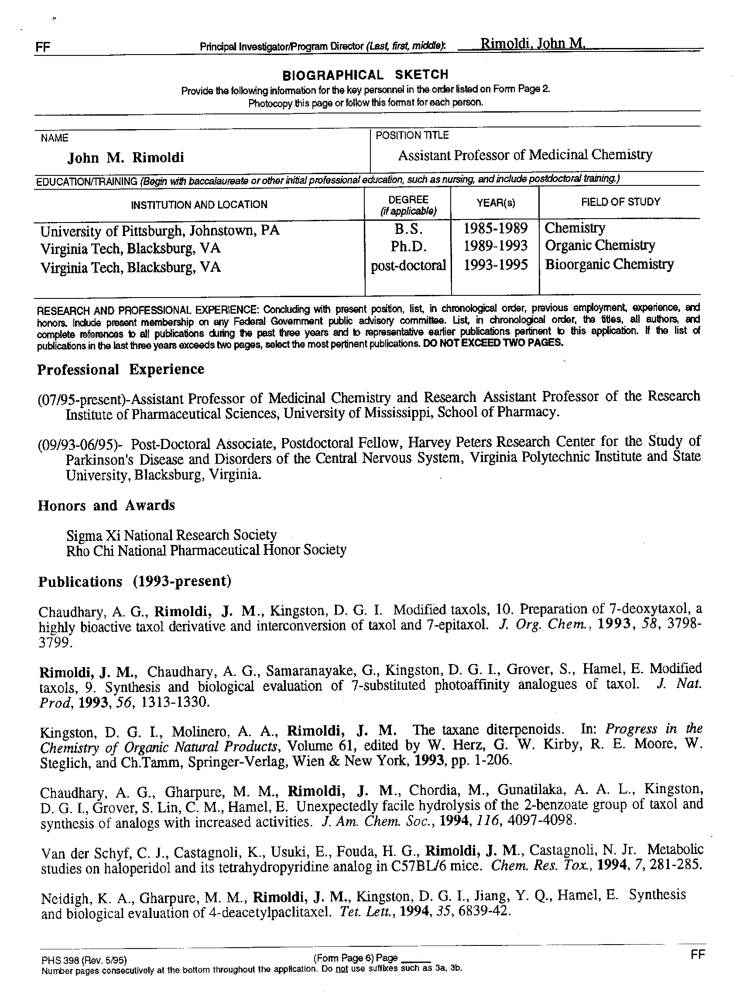 FF Principal Investigator/Program Director (Last, first, middle): Rimoldi, John M.
BIOGRAPHICAL SKETCH
Provide the following information for the key personnel in the order listed on Form Page 2.
Photocopy this page or follow this format for each person.
NAME POSITION TITLE
John M. Rimoldi Assistant Professor of Medicinal Chemistry
EDUCATION/TRAINING (Begin with baccalaureate or other initial professional education, such as nursing, and include postdoctoral training.)
INSTITUTION AND LOCATION DEGREE (if applicable) YEAR(s) FIELD OF STUDY
University of Pittsburgh, Johnstown, PA B.S. 1985-1989 Chemistry
Virginia Tech, Blacksburg, VA Ph.D. 1989-1993 Organic Chemistry
Virginia Tech, Blacksburg, VA post-doctoral 1993-1995 Bioorganic Chemistry
RESEARCH AND PROFESSIONAL EXPERIENCE: Concluding with present position, list, in chronological order, previous employment, experience, and
honors. Include present membership on any Federal Government public advisory committee. List, in chronological order, the titles, all authors, and
complete references to all publications during the past three years and to representative earlier publications pertinent to this application. If the list of
publications in the last three years exceeds two pages, select the most pertinent publications. DO NOT EXCEED TWO PAGES.
Professional Experience
(07/95-present)-Assistant Professor of Medicinal Chemistry and Research Assistant Professor of the Research
Institute of Pharmaceutical Sciences, University of Mississippi, School of Pharmacy.
(09/93-06/95)- Post-Doctoral Associate, Postdoctoral Fellow, Harvey Peters Research Center for the Study of
Parkinson's Disease and Disorders of the Central Nervous System, Virginia Polytechnic Institute and State
University, Blacksburg, Virginia.
Honors and Awards
Sigma Xi National Research Society
Rho Chi National Pharmaceutical Honor Society
Publications (1993-present)
Chaudhary, A. G., Rimoldi, J. M., Kingston, D. G. I. Modified taxols, 10. Preparation of 7-deoxytaxol, a
highly bioactive taxol derivative and interconversion of taxol and 7-epitaxol. J. Org. Chem., 1993, 58, 3798-
3799.
Rimoldi, J. M., Chaudhary, A. G., Samaranayake, G., Kingston, D. G. I., Grover, S., Hamel, E. Modified
taxols, 9. Synthesis and biological evaluation of 7-substituted photoaffinity analogues of taxol. J. Nat.
Prod, 1993, 56, 1313-1330.
Kingston, D. G. I., Molinero, A. A., Rimoldi, J. M. The taxane diterpenoids. In: Progress in the
Chemistry of Organic Natural Products, Volume 61, edited by W. Herz, G. W. Kirby, R. E. Moore, W.
Steglich, and Ch.Tamm, Springer-Verlag, Wien & New York, 1993, pp. 1-206.
Chaudhary, A. G., Gharpure, M. M., Rimoldi, J. M., Chordia, M., Gunatilaka, A. A. L., Kingston,
D. G. I., Grover, S. Lin, C. M., Hamel, E. Unexpectedly facile hydrolysis of the 2-benzoate group of taxol and
synthesis of analogs with increased activities. J. Am. Chem. Soc., 1994, 116, 4097-4098.
Van der Schyf, C. J., Castagnoli, K., Usuki, E., Fouda, H. G., Rimoldi, J. M., Castagnoli, N. Jr. Metabolic
studies on haloperidol and its tetrahydropyridine analog in C57BL/6 mice. Chem. Res. Tox., 1994, 7, 281-285.
Neidigh, K. A., Gharpure, M. M., Rimoldi, J. M., Kingston, D. G. I., Jiang, Y. Q., Hamel, E. Synthesis
and biological evaluation of 4-deacetylpaclitaxel. Tet. Lett., 1994, 35, 6839-42.
PHS 398 (Rev. 5/95) (Form Page 6) Page _____ FF
Number pages consecutively at the bottom throughout the application. Do not use suffixes such as 3a, 3b.